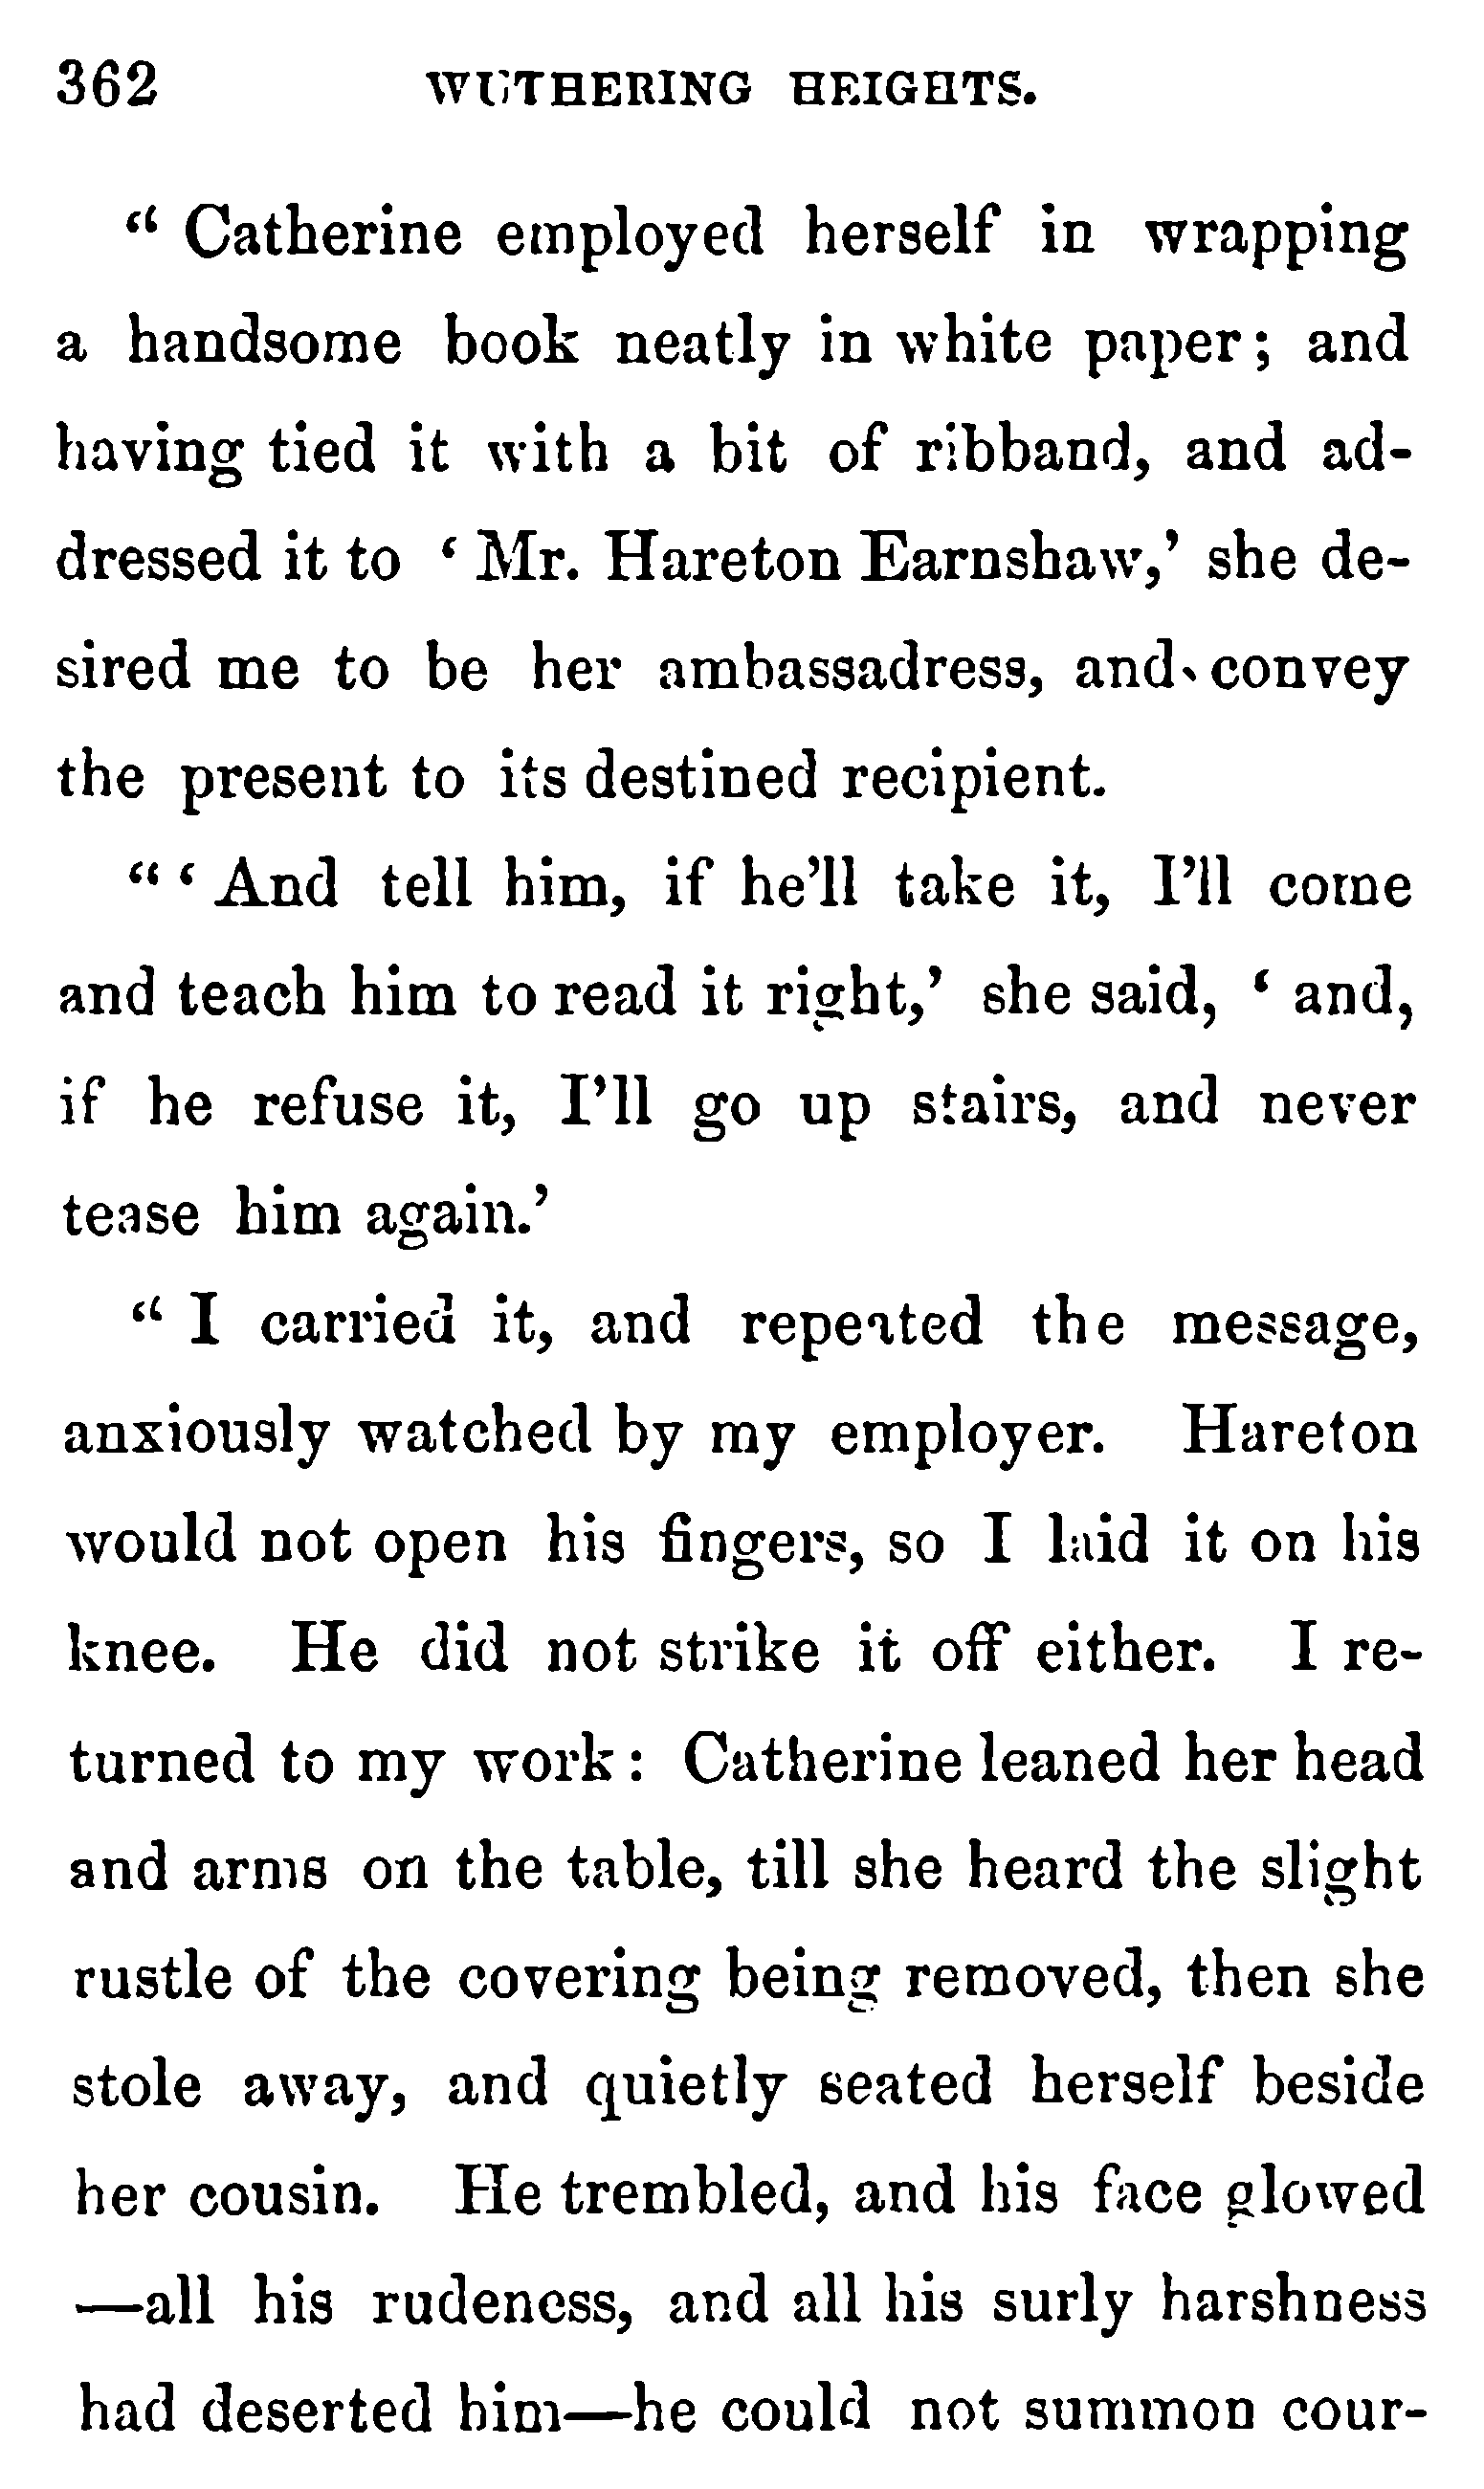 362 WUTHERING HEIGHTS.
“ Catherine employed herself in wrapping
a handsome book neatly in white paper; and
having tied it with a bit of ribband, and ad-
dressed it to ‘ Mr. Hareton Earnshaw,’ she de-
sired me to be her ambassadress, and convey
the present to its destined recipient.
“ ‘ And tell him, if he’ll take it, I’ll come
and teach him to read it right,’ she said, ‘ and,
if he refuse it, I’ll go up stairs, and never
tease him again.’
“ I carried it, and repeated the message,
anxiously watched by my employer. Hareton
would not open his fingers, so I laid it on his
knee. He did not strike it off either. I re-
turned to my work: Catherine leaned her head
and arms on the table, till she heard the slight
rustle of the covering being removed, then she
stole away, and quietly seated herself beside
her cousin. He trembled, and his face glowed
—all his rudeness, and all his surly harshness
had deserted him—he could not summon cour-